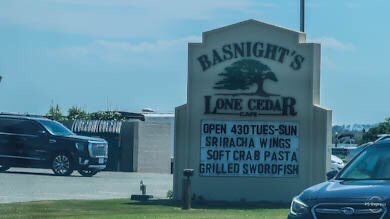 BASNIGHT'S
LONE CEDAR
CAFE
OPEN 430 TUES-SUN
SRIRACHA WINGS
SOFT CRAB PASTA
GRILLED SWORDFISH